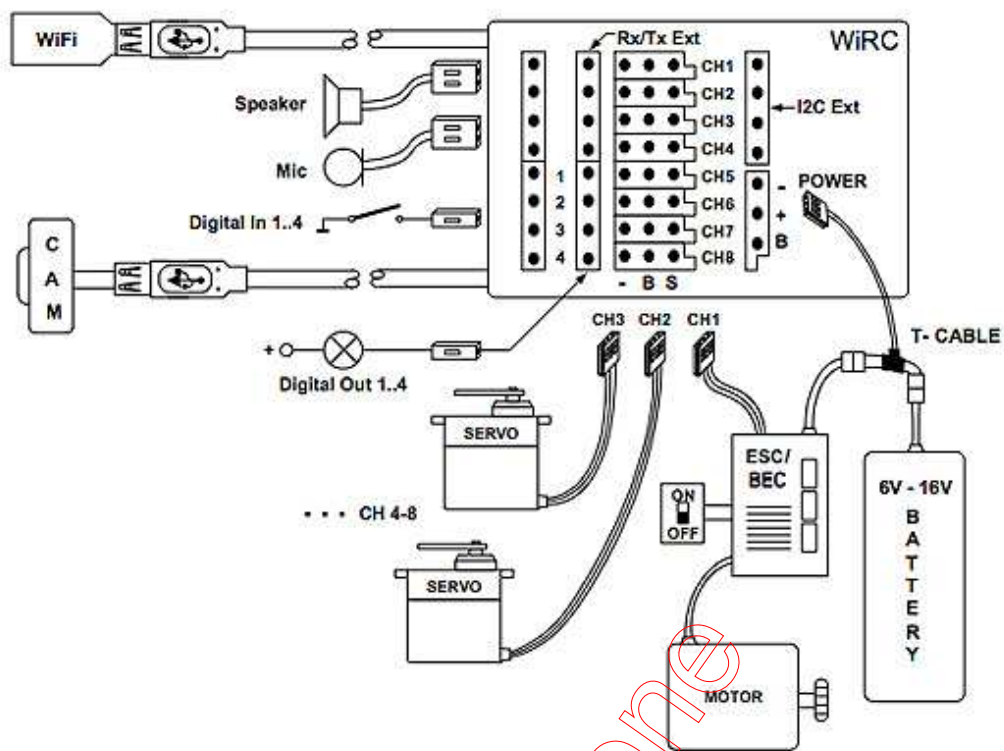 WiFi
Rx/Tx Ext
WiRC
CH1
CH2
CH3
CH4
CH5
CH6
CH7
CH8
I2C Ext
Speaker
Mic
1
2
3
4
POWER
-
+
B
Digital In 1..4
C
A
M
- B S
CH3 CH2 CH1
T- CABLE
+
Digital Out 1..4
SERVO
ESC/
BEC
6V - 16V
B
A
T
T
E
R
Y
ON
OFF
• • • CH 4-8
SERVO
MOTOR
one